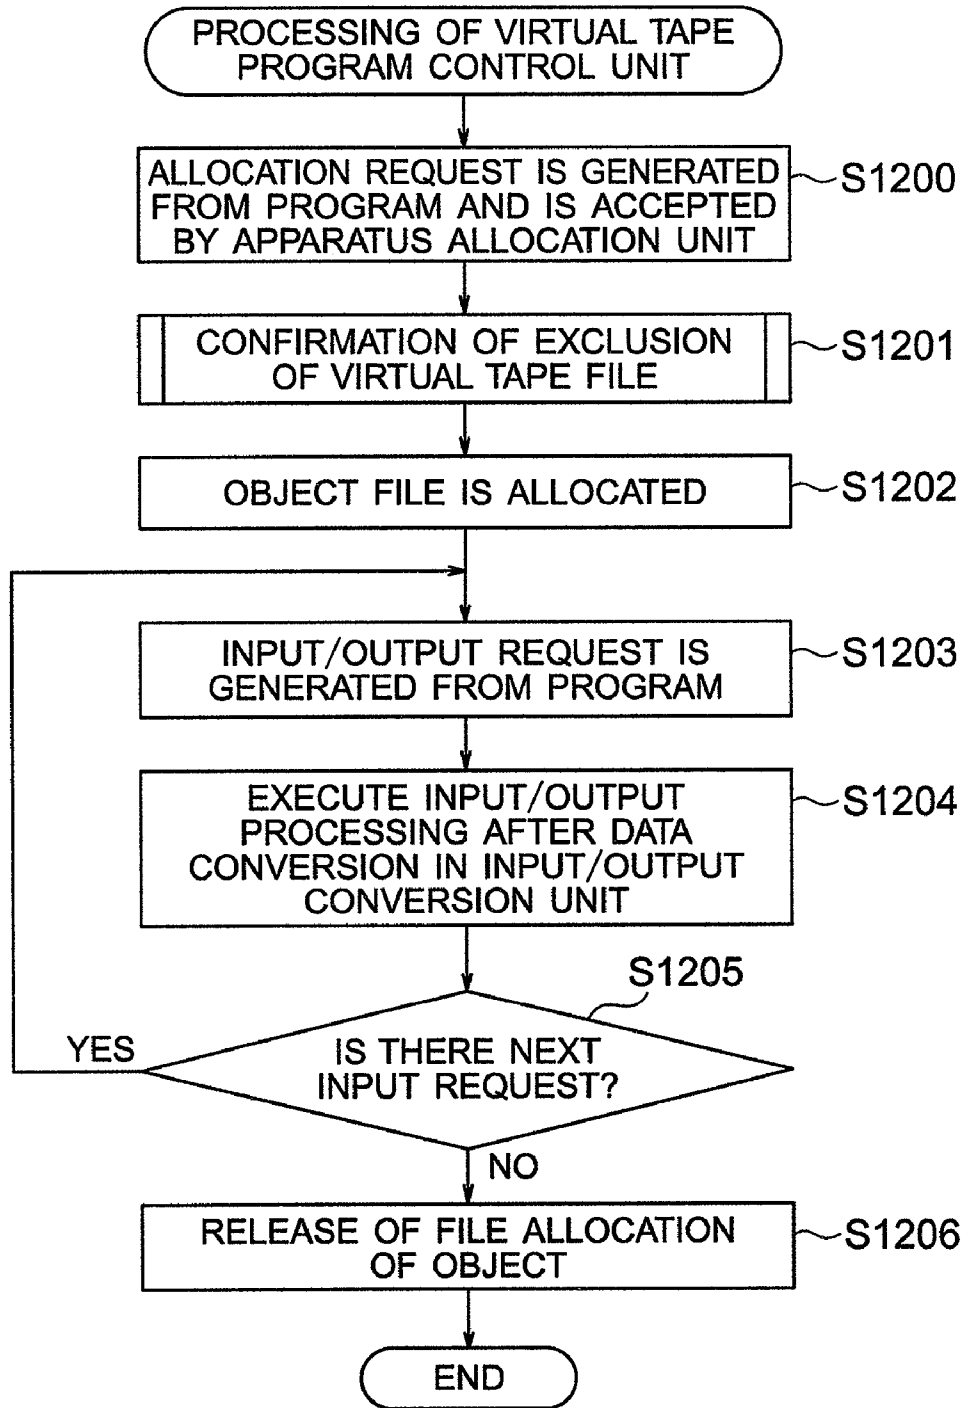 PROCESSING OF VIRTUAL TAPE
PROGRAM CONTROL UNIT
ALLOCATION REQUEST IS GENERATED
FROM PROGRAM AND IS ACCEPTED
BY APPARATUS ALLOCATION UNIT
S1200
CONFIRMATION OF EXCLUSION
OF VIRTUAL TAPE FILE
S1201
OBJECT FILE IS ALLOCATED
S1202
INPUT/OUTPUT REQUEST IS
GENERATED FROM PROGRAM
S1203
EXECUTE INPUT/OUTPUT
PROCESSING AFTER DATA
CONVERSION IN INPUT/OUTPUT
CONVERSION UNIT
S1204
S1205
YES
IS THERE NEXT
INPUT REQUEST?
NO
RELEASE OF FILE ALLOCATION
OF OBJECT
S1206
END